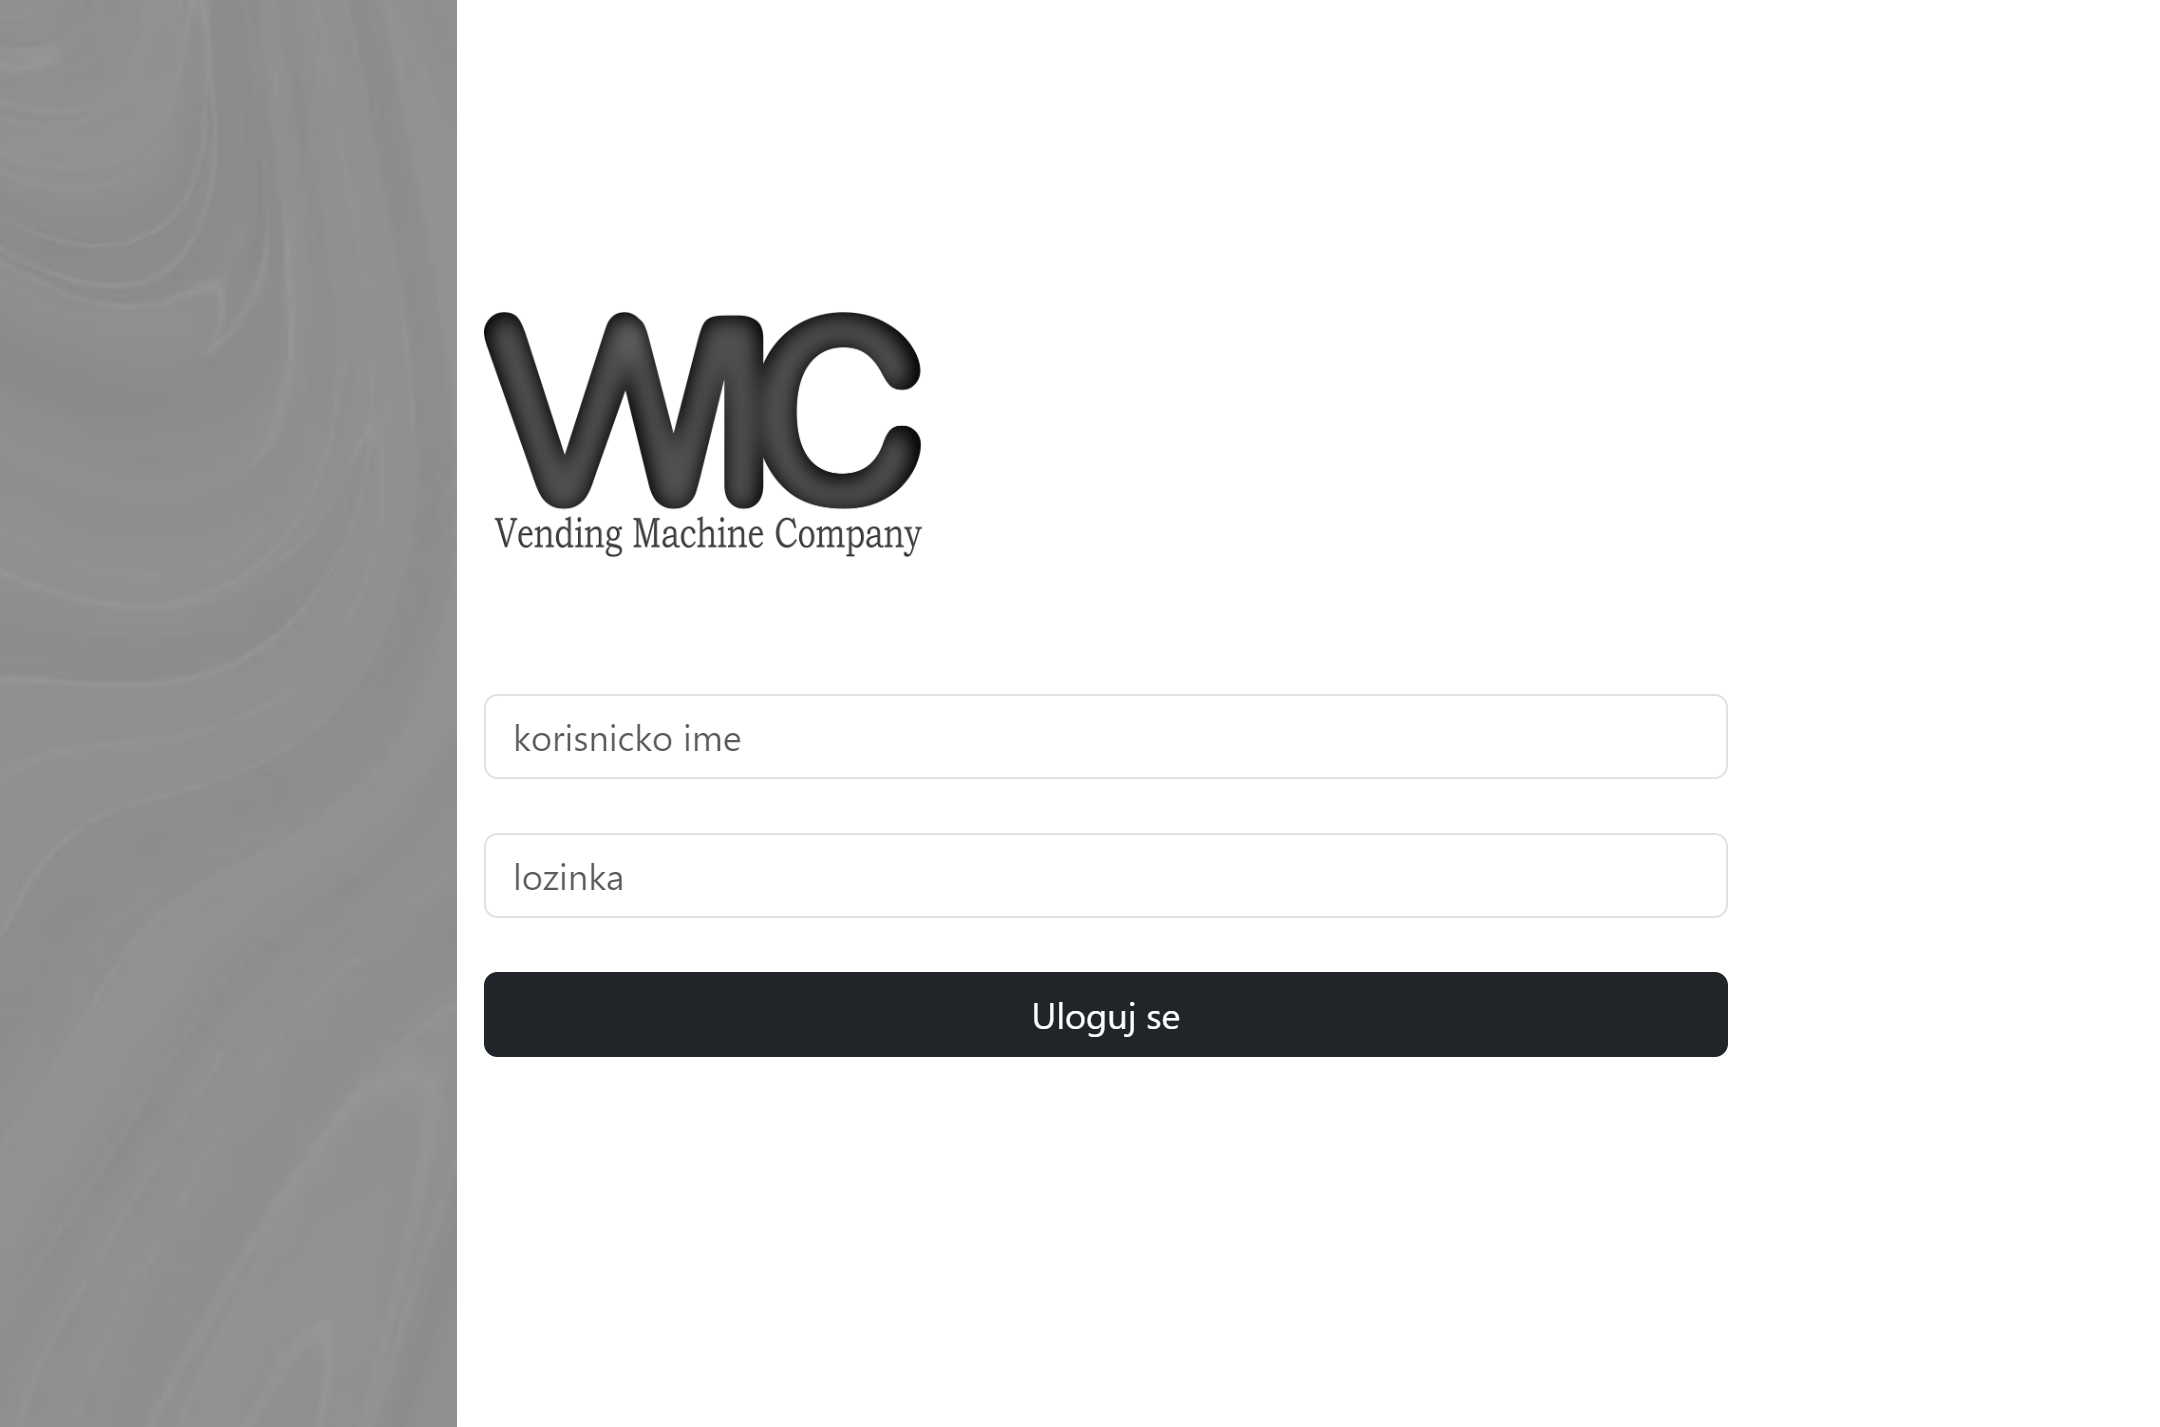 VMC
Vending Machine Company
korisnicko ime
lozinka
Uloguj se